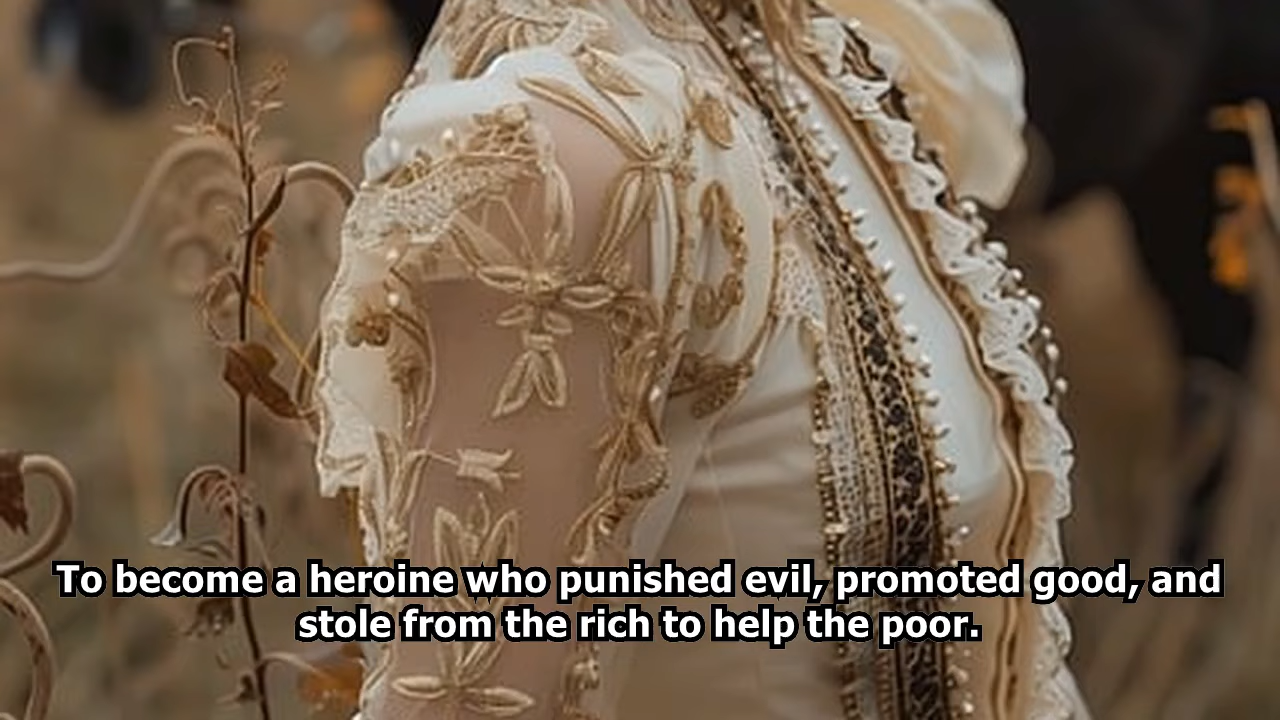 To become a heroine who punished evil, promoted good, and
stole from the rich to help the poor.